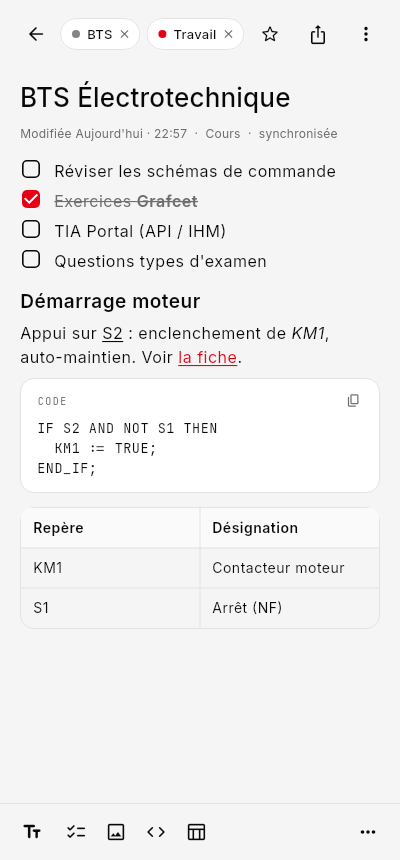 BTS Travail
BTS Électrotechnique
Modifiée Aujourd'hui · 22:57 · Cours · synchronisée
Réviser les schémas de commande
Exercices Grafcet
TIA Portal (API / IHM)
Questions types d'examen
Démarrage moteur
Appui sur S2 : enclenchement de KM1,
auto-maintien. Voir la fiche.
CODE
IF S2 AND NOT S1 THEN
  KM1 := TRUE;
END_IF;
Repère Désignation
KM1 Contacteur moteur
S1 Arrêt (NF)
Tт